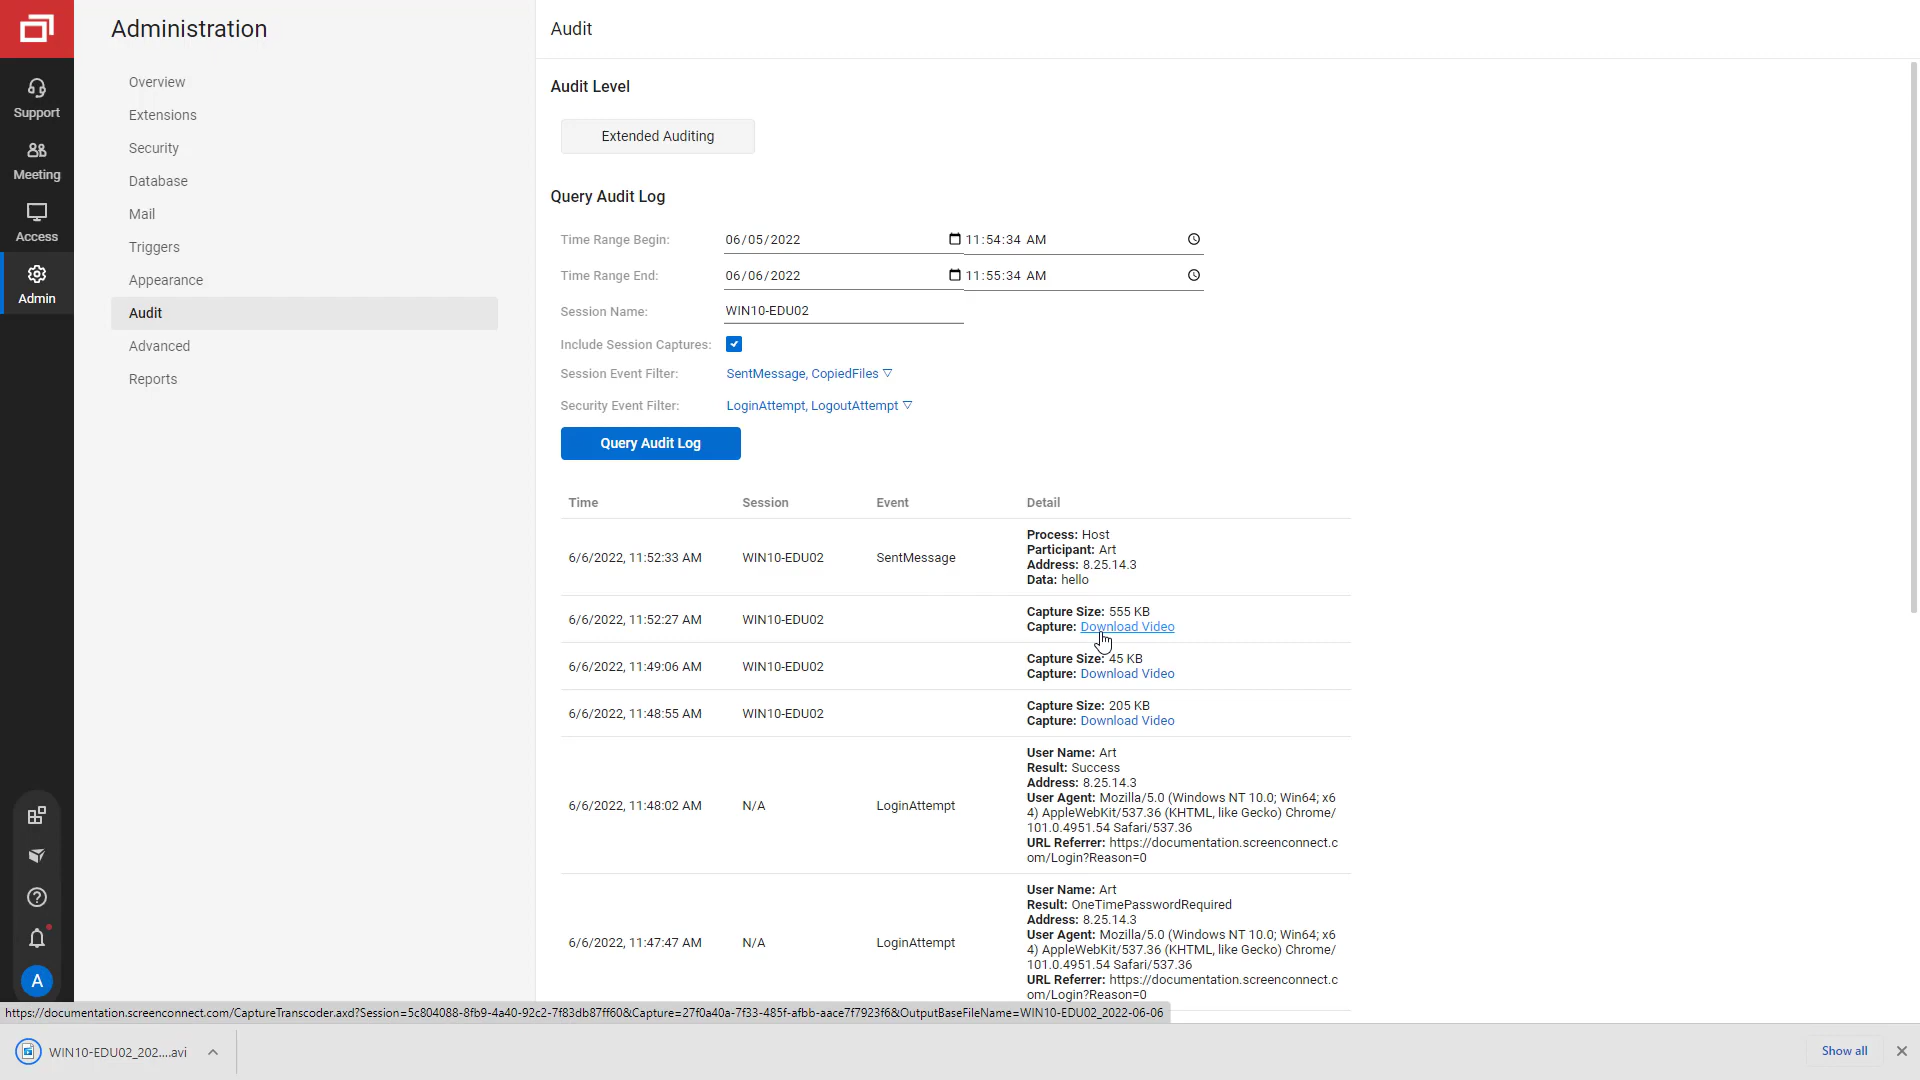 Administration
Audit
Support
Meeting
Access
Admin
Overview
Extensions
Security
Database
Mail
Triggers
Appearance
Audit
Advanced
Reports
Audit Level
Extended Auditing
Query Audit Log
Time Range Begin: 06/05/2022 11:54:34 AM
Time Range End: 06/06/2022 11:55:34 AM
Session Name: WIN10-EDU02
Include Session Captures:
Session Event Filter: SentMessage, CopiedFiles
Security Event Filter: LoginAttempt, LogoutAttempt
Query Audit Log
Time Session Event Detail
6/6/2022, 11:52:33 AM WIN10-EDU02 SentMessage
Process: Host
Participant: Art
Address: 8.25.14.3
Data: hello
6/6/2022, 11:52:27 AM WIN10-EDU02
Capture Size: 555 KB
Capture: Download Video
6/6/2022, 11:49:06 AM WIN10-EDU02
Capture Size: 45 KB
Capture: Download Video
6/6/2022, 11:48:55 AM WIN10-EDU02
Capture Size: 205 KB
Capture: Download Video
6/6/2022, 11:48:02 AM N/A LoginAttempt
User Name: Art
Result: Success
Address: 8.25.14.3
User Agent: Mozilla/5.0 (Windows NT 10.0; Win64; x6
4) AppleWebKit/537.36 (KHTML, like Gecko) Chrome/
101.0.4951.54 Safari/537.36
URL Referrer: https://documentation.screenconnect.c
om/Login?Reason=0
6/6/2022, 11:47:47 AM N/A LoginAttempt
User Name: Art
Result: OneTimePasswordRequired
Address: 8.25.14.3
User Agent: Mozilla/5.0 (Windows NT 10.0; Win64; x6
4) AppleWebKit/537.36 (KHTML, like Gecko) Chrome/
101.0.4951.54 Safari/537.36
URL Referrer: https://documentation.screenconnect.c
om/Login?Reason=0
A
https://documentation.screenconnect.com/CaptureTranscoder.axd?Session=5c804088-8fb9-4a40-92c2-7f83db87ff60&Capture=27f0a40a-7f33-485f-afbb-aace7f7923f6&OutputBaseFileName=WIN10-EDU02_2022-06-06
WIN10-EDU02_202....avi
Show all